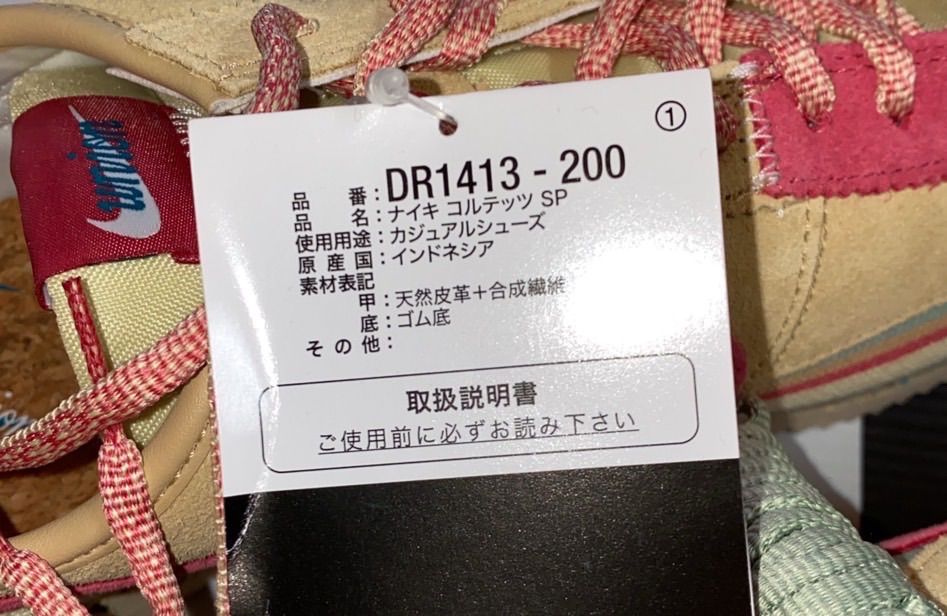 ①
品 番：DR1413 - 200
品 名：ナイキ コルテッツ SP
使用用途：カジュアルシューズ
原 産 国：インドネシア
素材表記
甲：天然皮革＋合成繊維
底：ゴム底
そ の 他：
取扱説明書
ご使用前に必ずお読み下さい
union